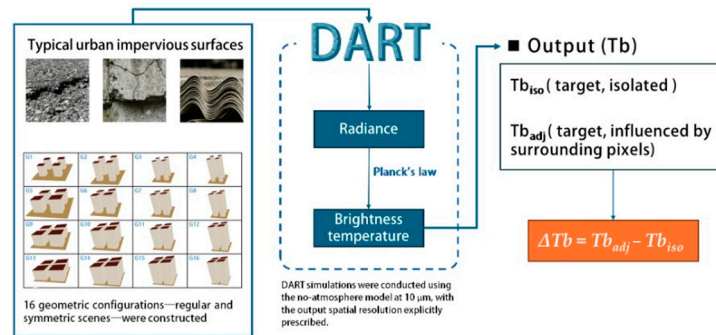 Typical urban impervious surfaces
G1
G2
G3
G4
G5
G6
G7
G8
G9
G10
G11
G12
G13
G14
G15
G16
16 geometric configurations—regular and
symmetric scenes—were constructed
DART
Radiance
Planck's law
Brightness
temperature
DART simulations were conducted using
the no-atmosphere model at 10 μm, with
the output spatial resolution explicitly
prescribed.
■ Output (Tb)
Tbiso ( target, isolated )
Tbadj ( target, influenced by
surrounding pixels)
ΔTb = Tbadj − Tbiso